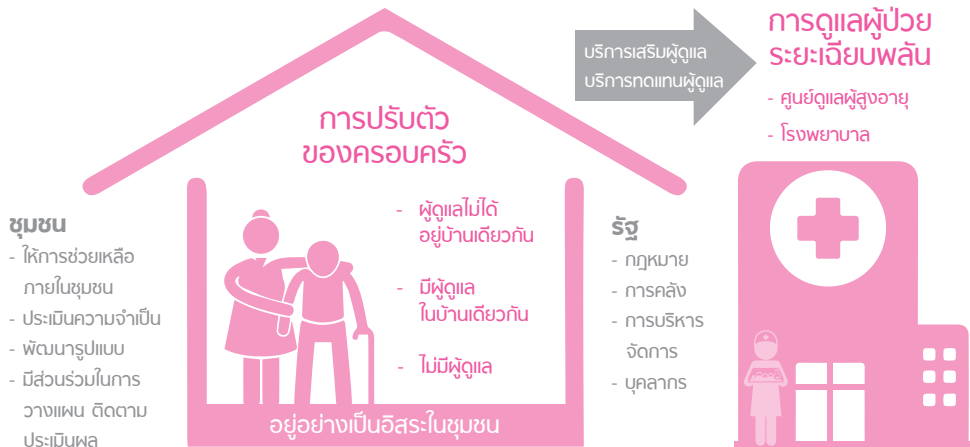 บริการเสริมผู้ดูแล
บริการทดแทนผู้ดูแล
การดูแลผู้ป่วย
ระยะเฉียบพลัน
- ศูนย์ดูแลผู้สูงอายุ
- โรงพยาบาล
การปรับตัว
ของครอบครัว
- ผู้ดูแลไม่ได้
อยู่บ้านเดียวกัน
- มีผู้ดูแล
ในบ้านเดียวกัน
- ไม่มีผู้ดูแล
อยู่อย่างเป็นอิสระในชุมชน
ชุมชน
- ให้การช่วยเหลือ
ภายในชุมชน
- ประเมินความจำเป็น
- พัฒนารูปแบบ
- มีส่วนร่วมในการ
วางแผน ติดตาม
ประเมินผล
รัฐ
- กฎหมาย
- การคลัง
- การบริหาร
จัดการ
- บุคลากร